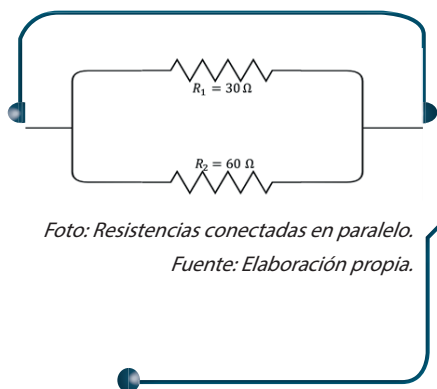 R₁ = 30 Ω
R₂ = 60 Ω
Foto: Resistencias conectadas en paralelo.
Fuente: Elaboración propia.